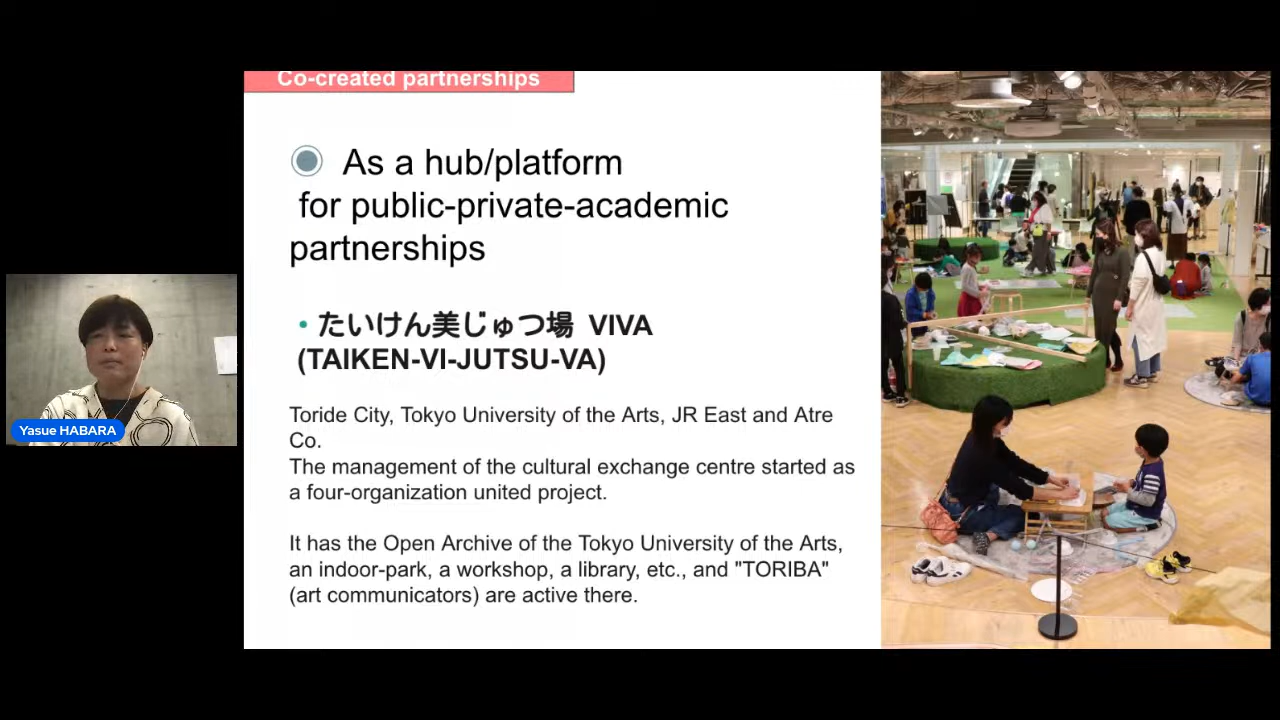 Co-created partnerships
As a hub/platform
for public-private-academic
partnerships
• たいけん美じゅつ場 VIVA
(TAIKEN-VI-JUTSU-VA)
Toride City, Tokyo University of the Arts, JR East and Atre
Co.
The management of the cultural exchange centre started as
a four-organization united project.
It has the Open Archive of the Tokyo University of the Arts,
an indoor-park, a workshop, a library, etc., and "TORIBA"
(art communicators) are active there.
Yasue HABARA